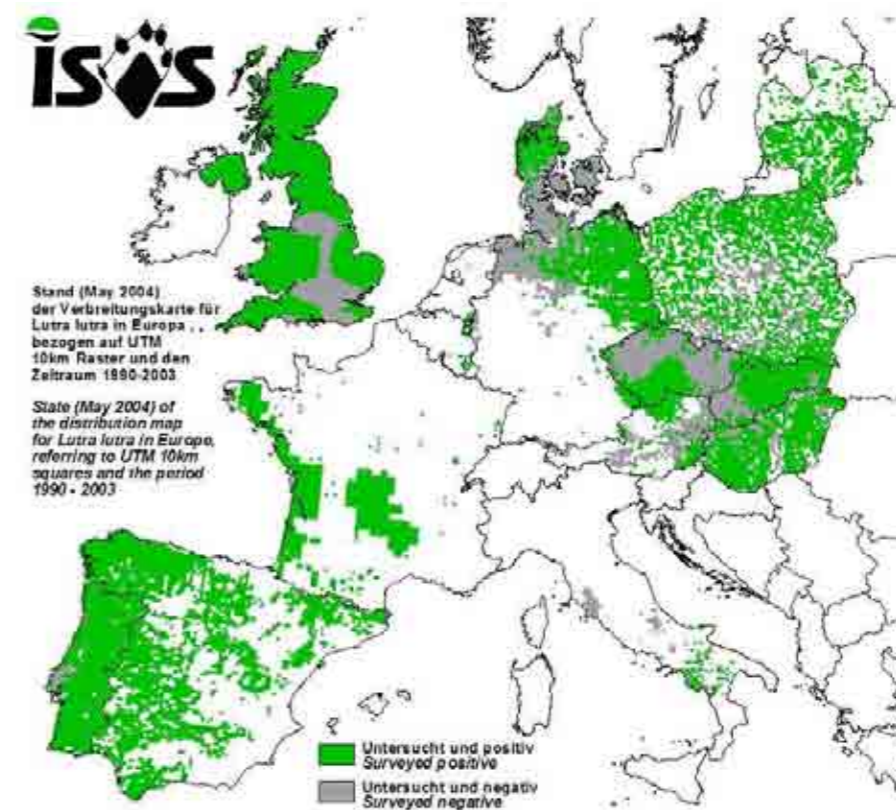 ISOS
Stand (May 2004)
der Verbreitungskarte für
Lutra lutra in Europa . .
bezogen auf UTM
10km Raster und den
Zeitraum 1990-2003
State (May 2004) of
the distribution map
for Lutra lutra in Europe,
referring to UTM 10km
squares and the period
1990 - 2003
Untersucht und positiv
Surveyed positive
Untersucht und negativ
Surveyed negative